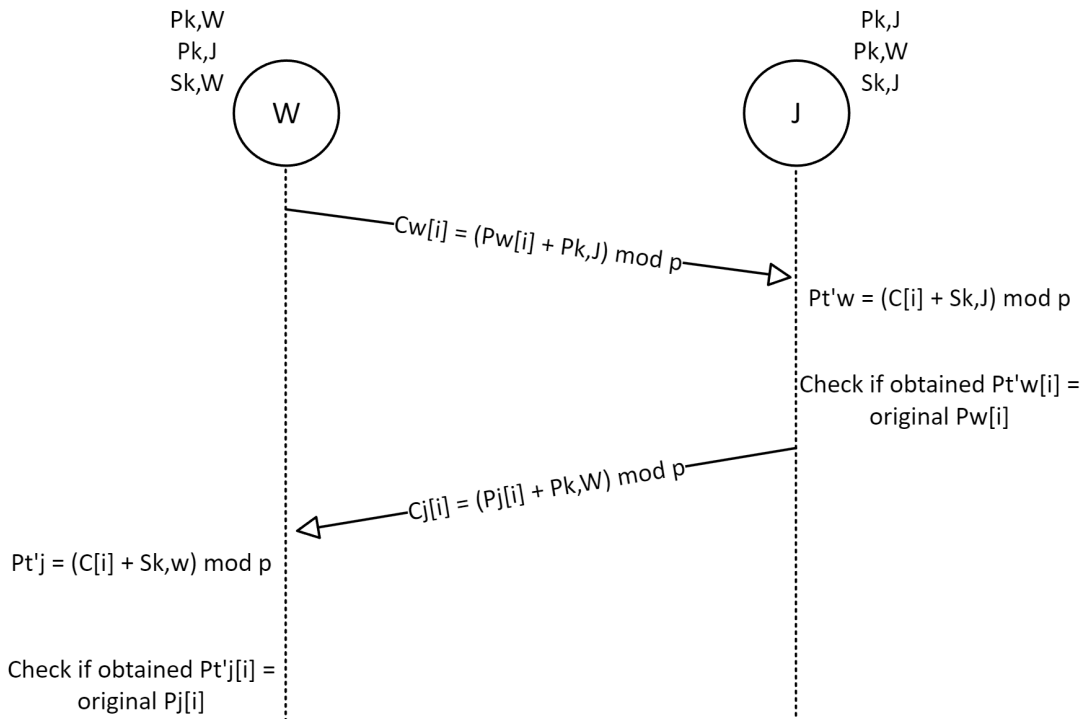 Pk,W
Pk,J
Sk,W
W
Pk,J
Pk,W
Sk,J
J
Cw[i] = (Pw[i] + Pk,J) mod p
Pt'w = (C[i] + Sk,J) mod p
Check if obtained Pt'w[i] =
original Pw[i]
Cj[i] = (Pj[i] + Pk,W) mod p
Pt'j = (C[i] + Sk,w) mod p
Check if obtained Pt'j[i] =
original Pj[i]